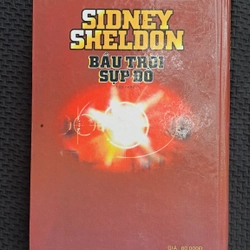 SIDNEY
SHELDON
BẦU TRỜI
SỤP ĐỔ